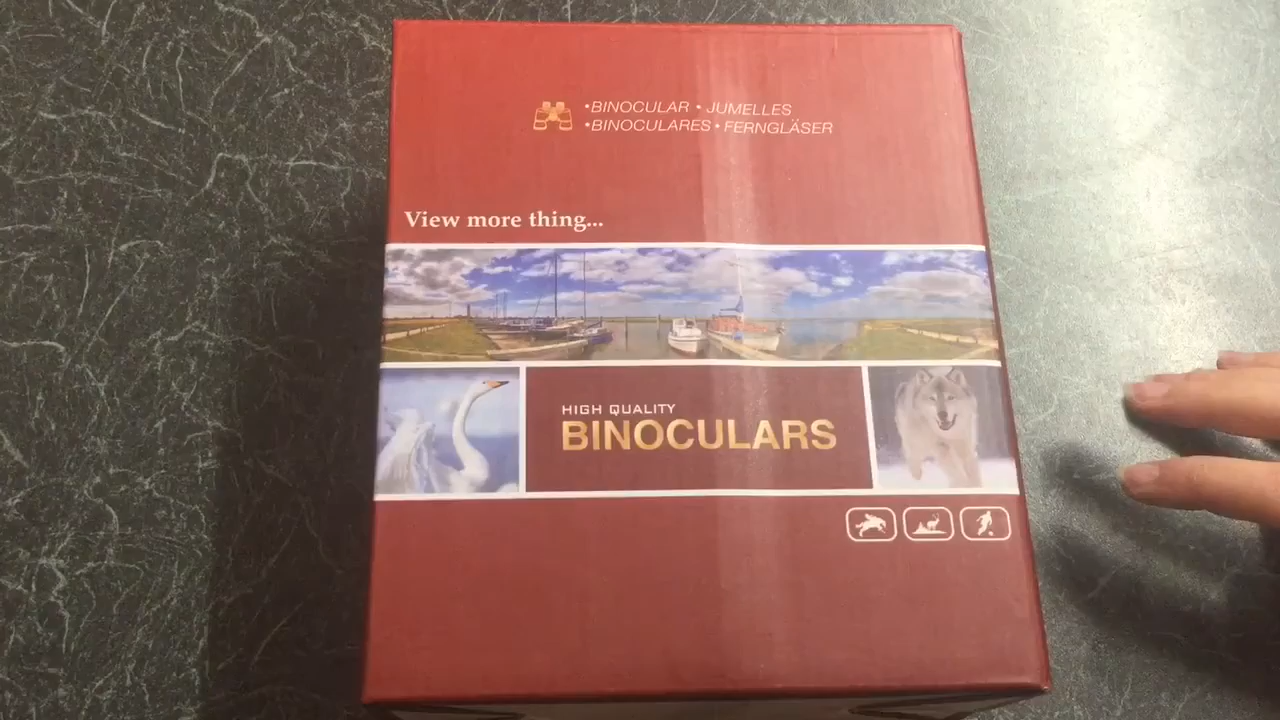 •BINOCULAR • JUMELLES
•BINOCULARES • FERNGLÄSER
View more thing...
HIGH QUALITY
BINOCULARS